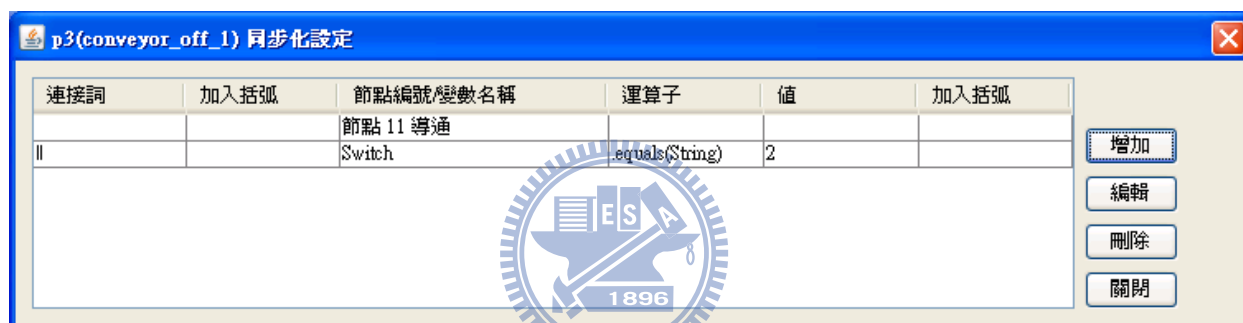 p3(conveyor_off_1) 同步化設定
連接詞 加入括弧 節點編號/變數名稱 運算子 值 加入括弧
節點 11 導通
|| Switch .equals(String) 2
增加
編輯
刪除
關閉
E S A
8
1896